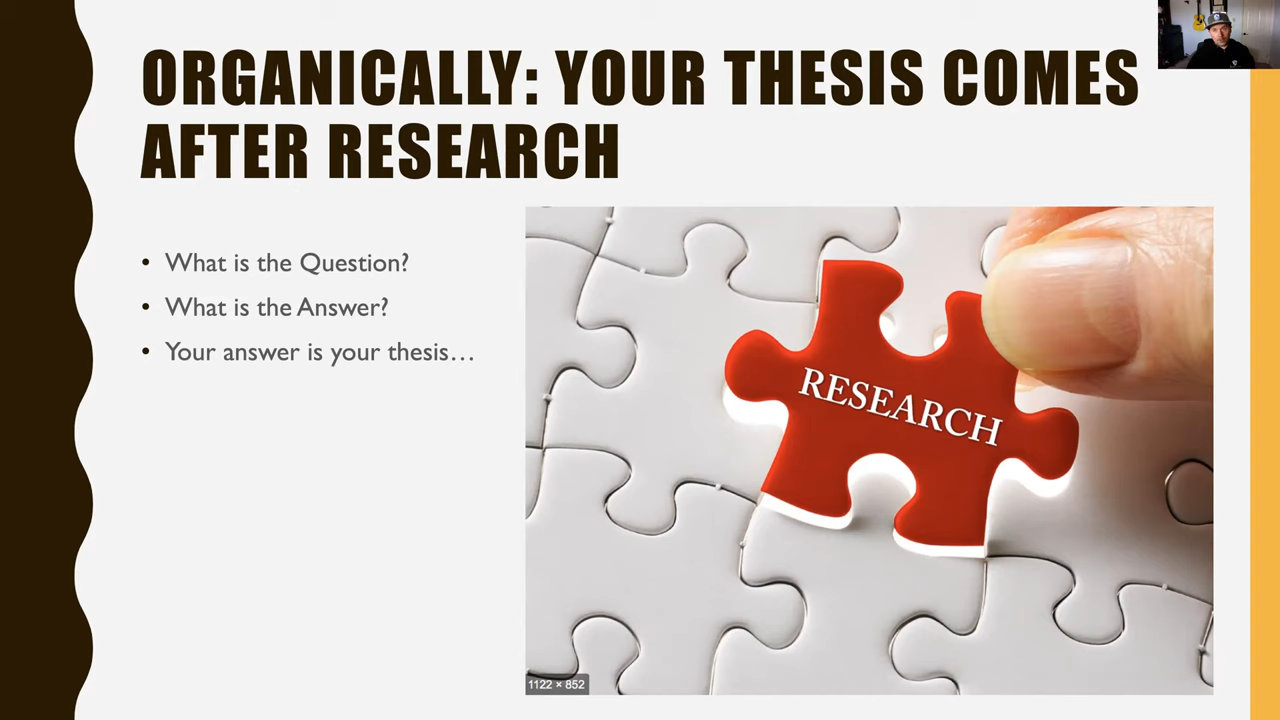 ORGANICALLY: YOUR THESIS COMES
AFTER RESEARCH
• What is the Question?
• What is the Answer?
• Your answer is your thesis…
RESEARCH
1122 × 852